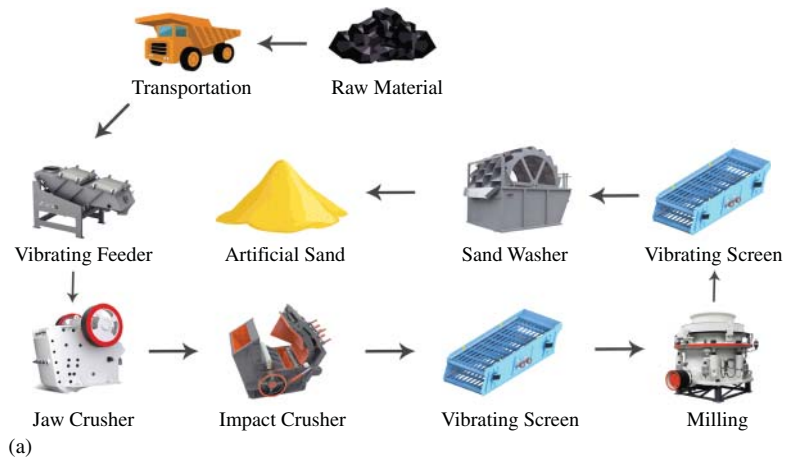 Transportation
Raw Material
Vibrating Feeder
Artificial Sand
Sand Washer
Vibrating Screen
Jaw Crusher
Impact Crusher
Vibrating Screen
Milling
(a)